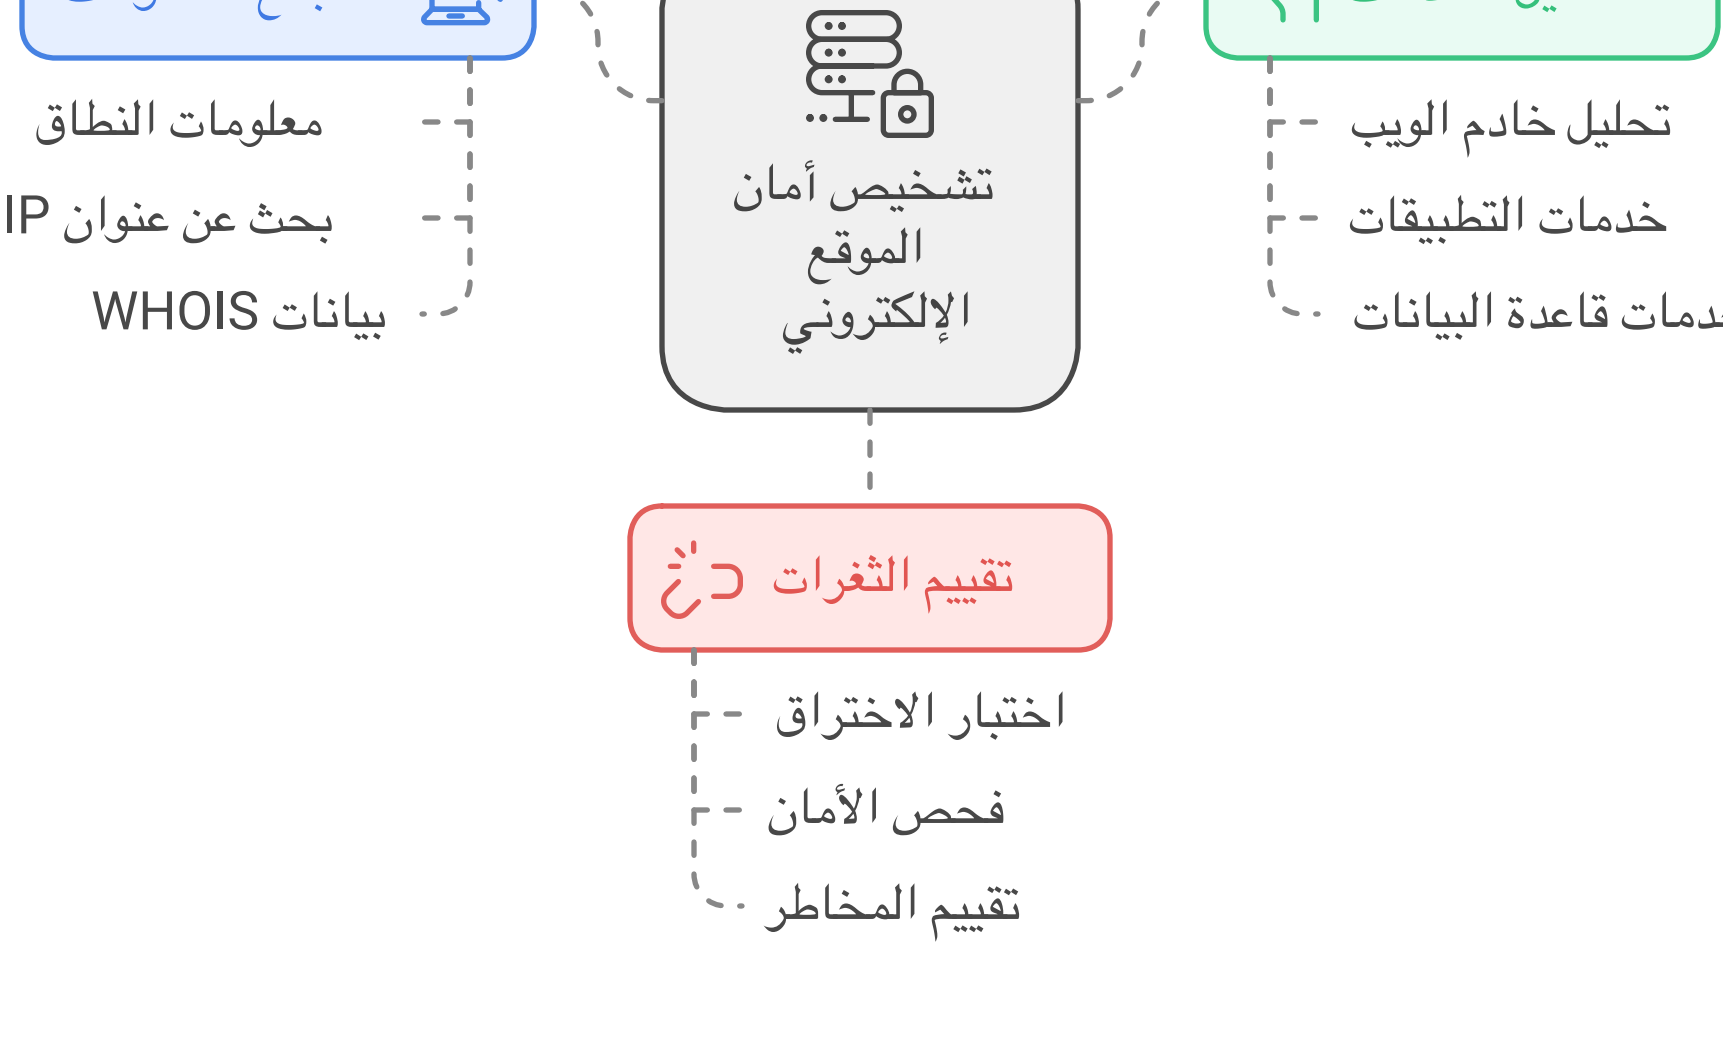 تحليل خادم الويب
خدمات التطبيقات
قاعدة البيانات
تشخيص أمان
الموقع
الإلكتروني
معلومات النطاق
بحث عن عنوان IP
بيانات WHOIS
تقييم الثغرات
اختبار الاختراق
فحص الأمان
تقييم المخاطر